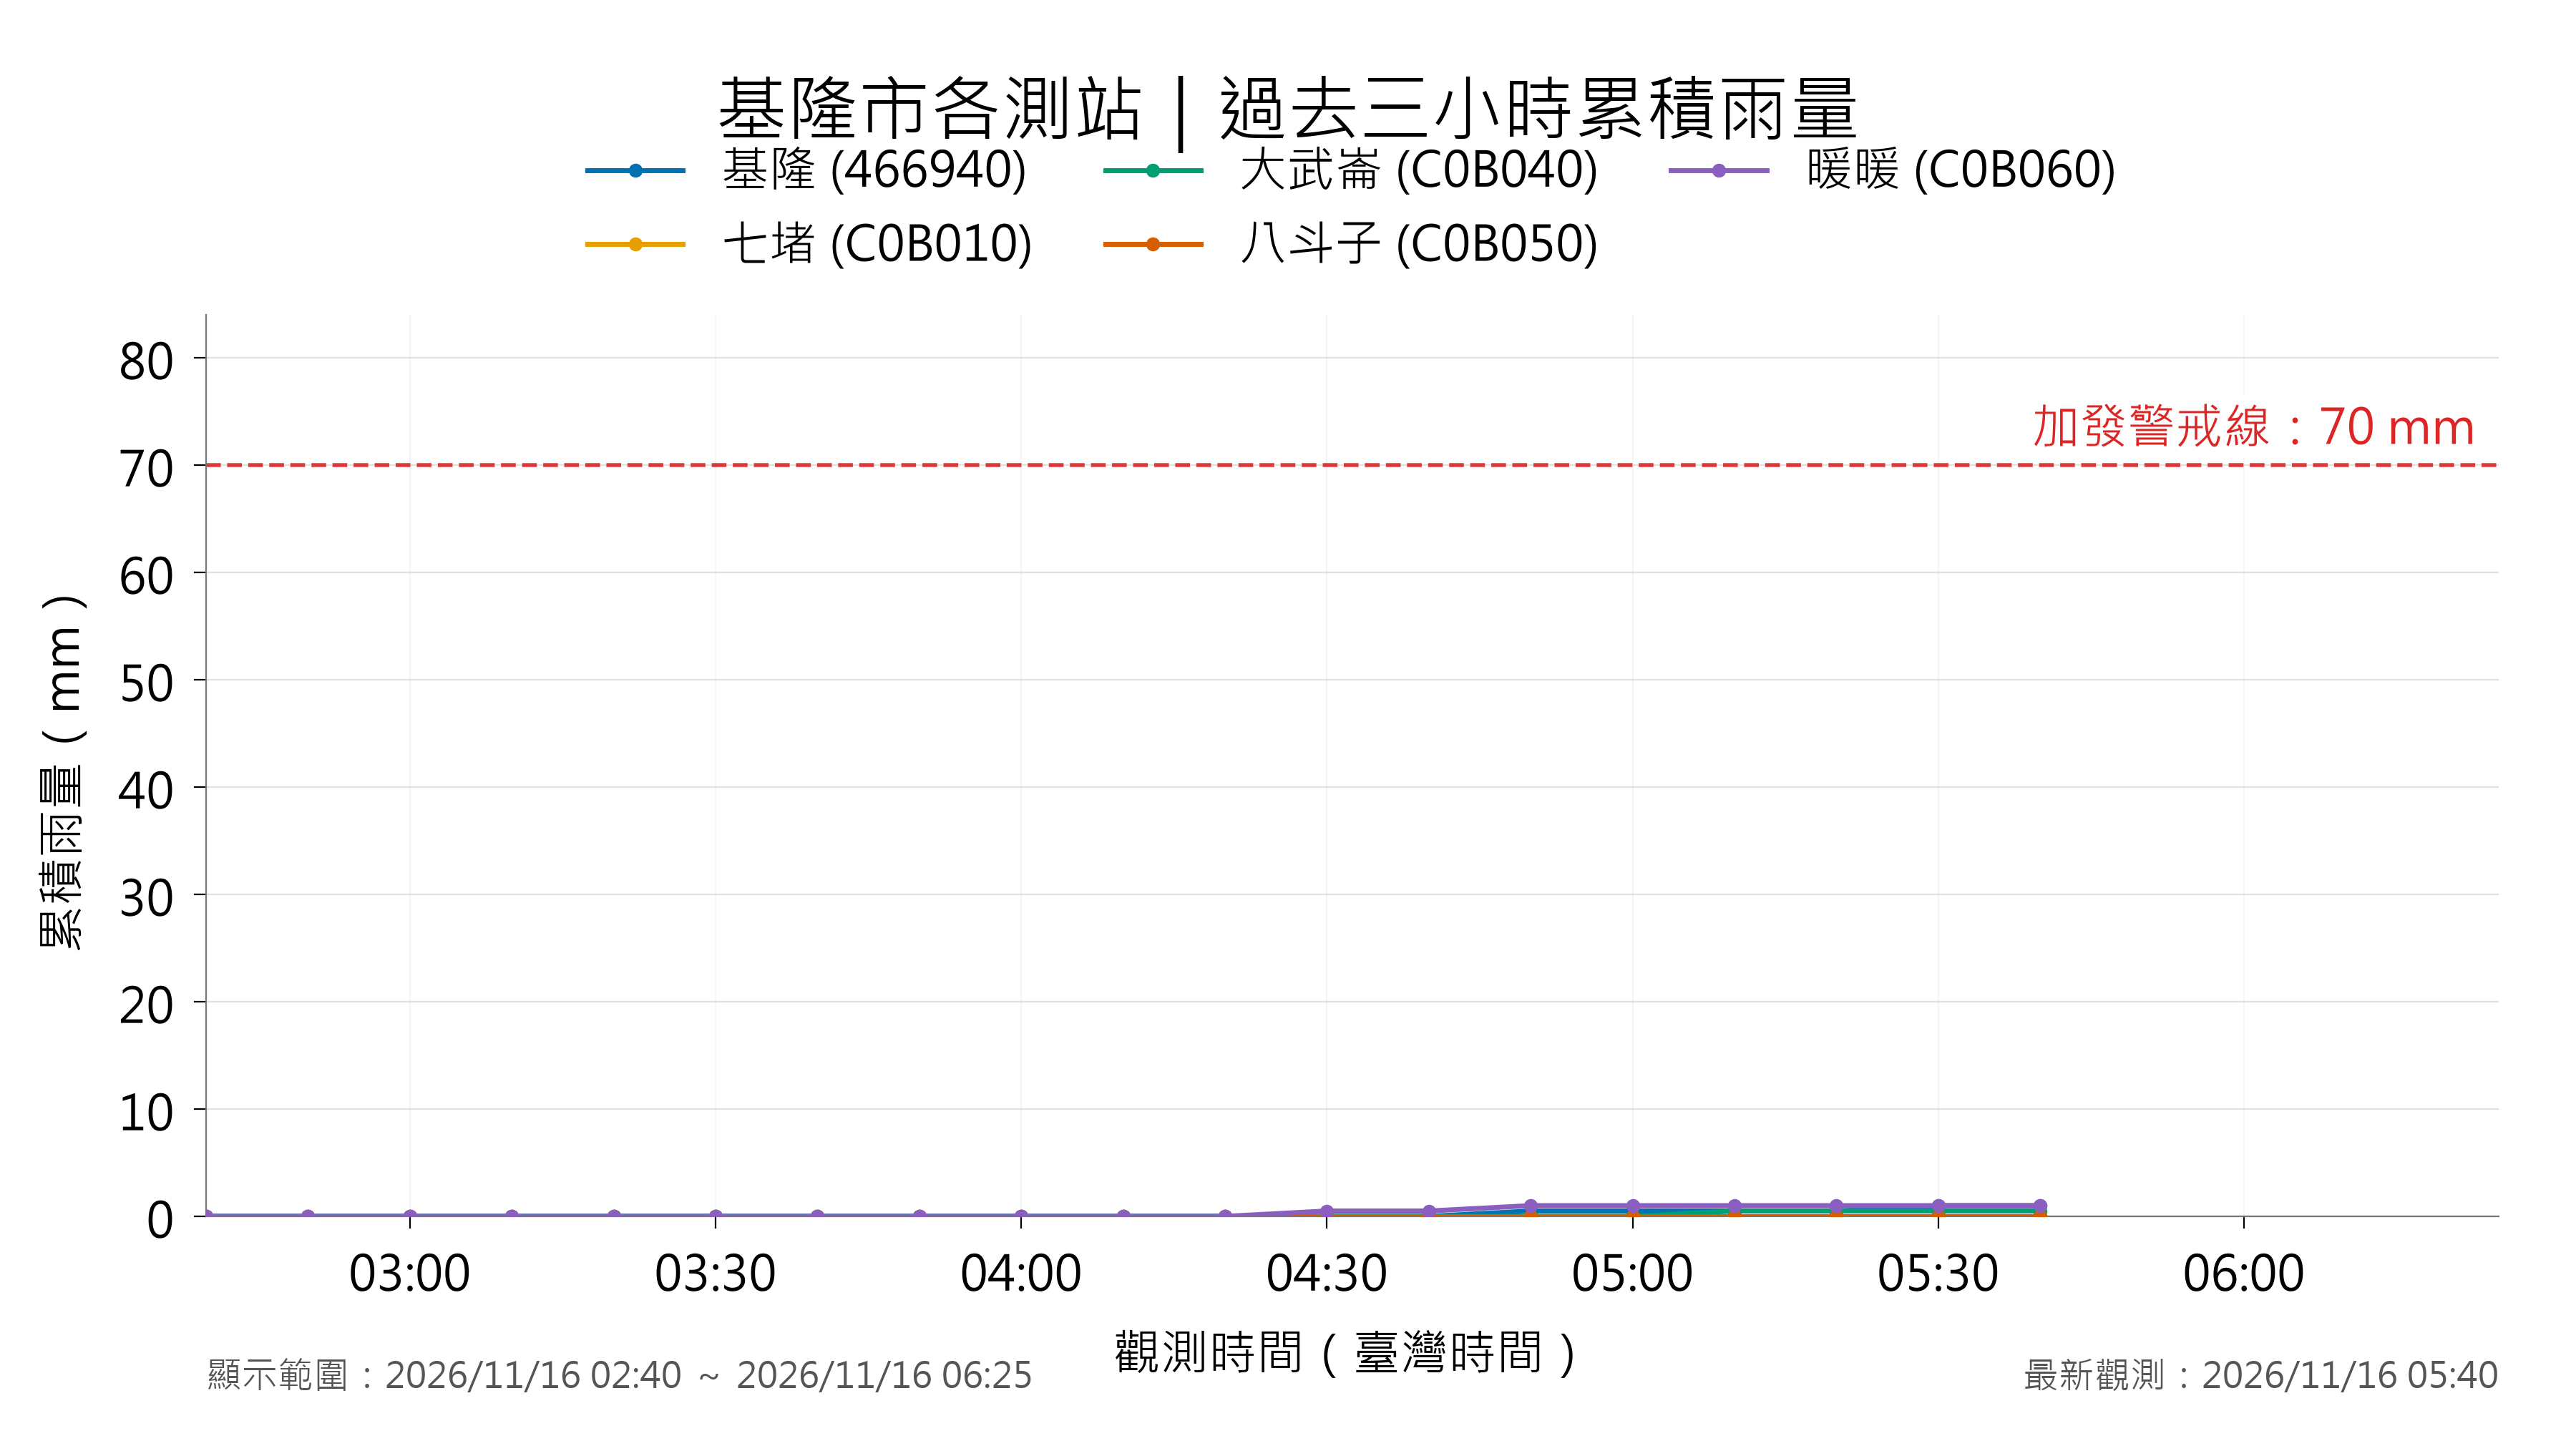 基隆市各測站 | 過去三小時累積雨量
基隆 (466940)
七堵 (C0B010)
大武崙 (C0B040)
八斗子 (C0B050)
暖暖 (C0B060)
累積雨量（mm）
80
70
60
50
40
30
20
10
0
加發警戒線：70 mm
03:00
03:30
04:00
04:30
05:00
05:30
06:00
觀測時間（臺灣時間）
顯示範圍：2026/11/16 02:40 ~ 2026/11/16 06:25
最新觀測：2026/11/16 05:40